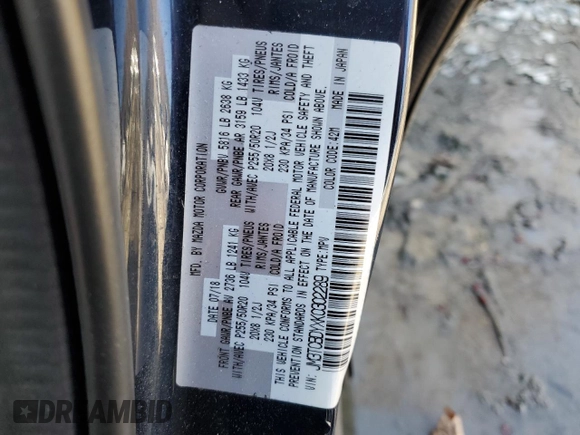 MFD. BY MAZDA MOTOR CORPORATION
DATE 07/18 GVWR/PNBV 5816 LB 2638 KG
FRONT GAWR/PNBE AV 2736 LB 1241 KG REAR GAWR/PNBE AR 3159 LB 1433 KG
WITH/AVEC P255/50R20 104V TIRES/PNEUS WITH/AVEC P255/50R20 104V TIRES/PNEUS
20X8 1/2J RIMS/JANTES 20X8 1/2J RIMS/JANTES
230 KPA/34 PSI COLD/A FROID 230 KPA/34 PSI COLD/A FROID
THIS VEHICLE CONFORMS TO ALL APPLICABLE FEDERAL MOTOR VEHICLE SAFETY AND THEFT
PREVENTION STANDARDS IN EFFECT ON THE DATE OF MANUFACTURE SHOWN ABOVE.
VIN: JM3TCBDYXK0302289 TYPE:MPV COLOR CODE:42M MADE IN JAPAN
DREAMBID